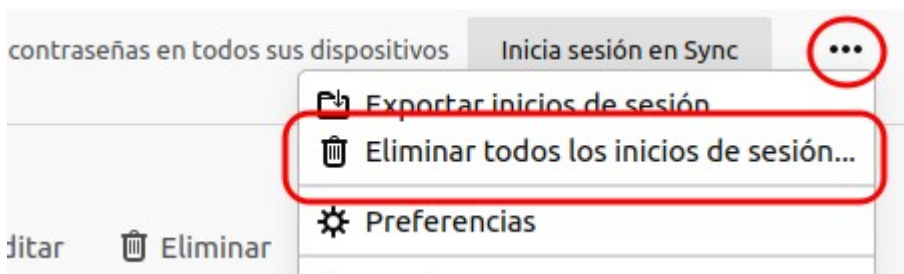 contraseñas en todos sus dispositivos Inicia sesión en Sync
Exportar inicios de sesión
Eliminar todos los inicios de sesión...
Preferencias
ditar Eliminar